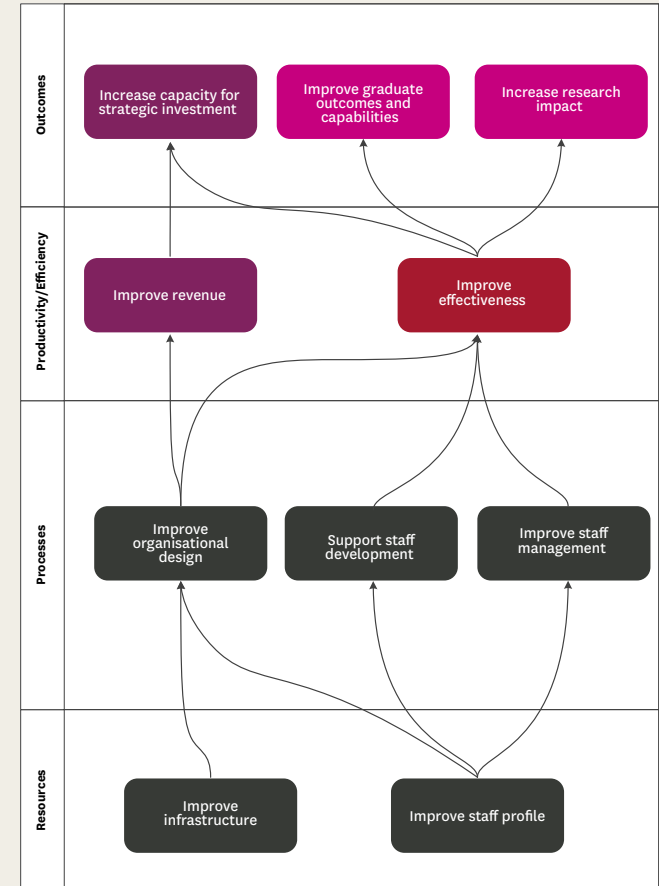 Outcomes
Increase capacity for
strategic investment
Improve graduate
outcomes and
capabilities
Increase research
impact
Productivity/Efficiency
Improve revenue
Improve
effectiveness
Processes
Improve
organisational
design
Support staff
development
Improve staff
management
Resources
Improve
infrastructure
Improve staff profile